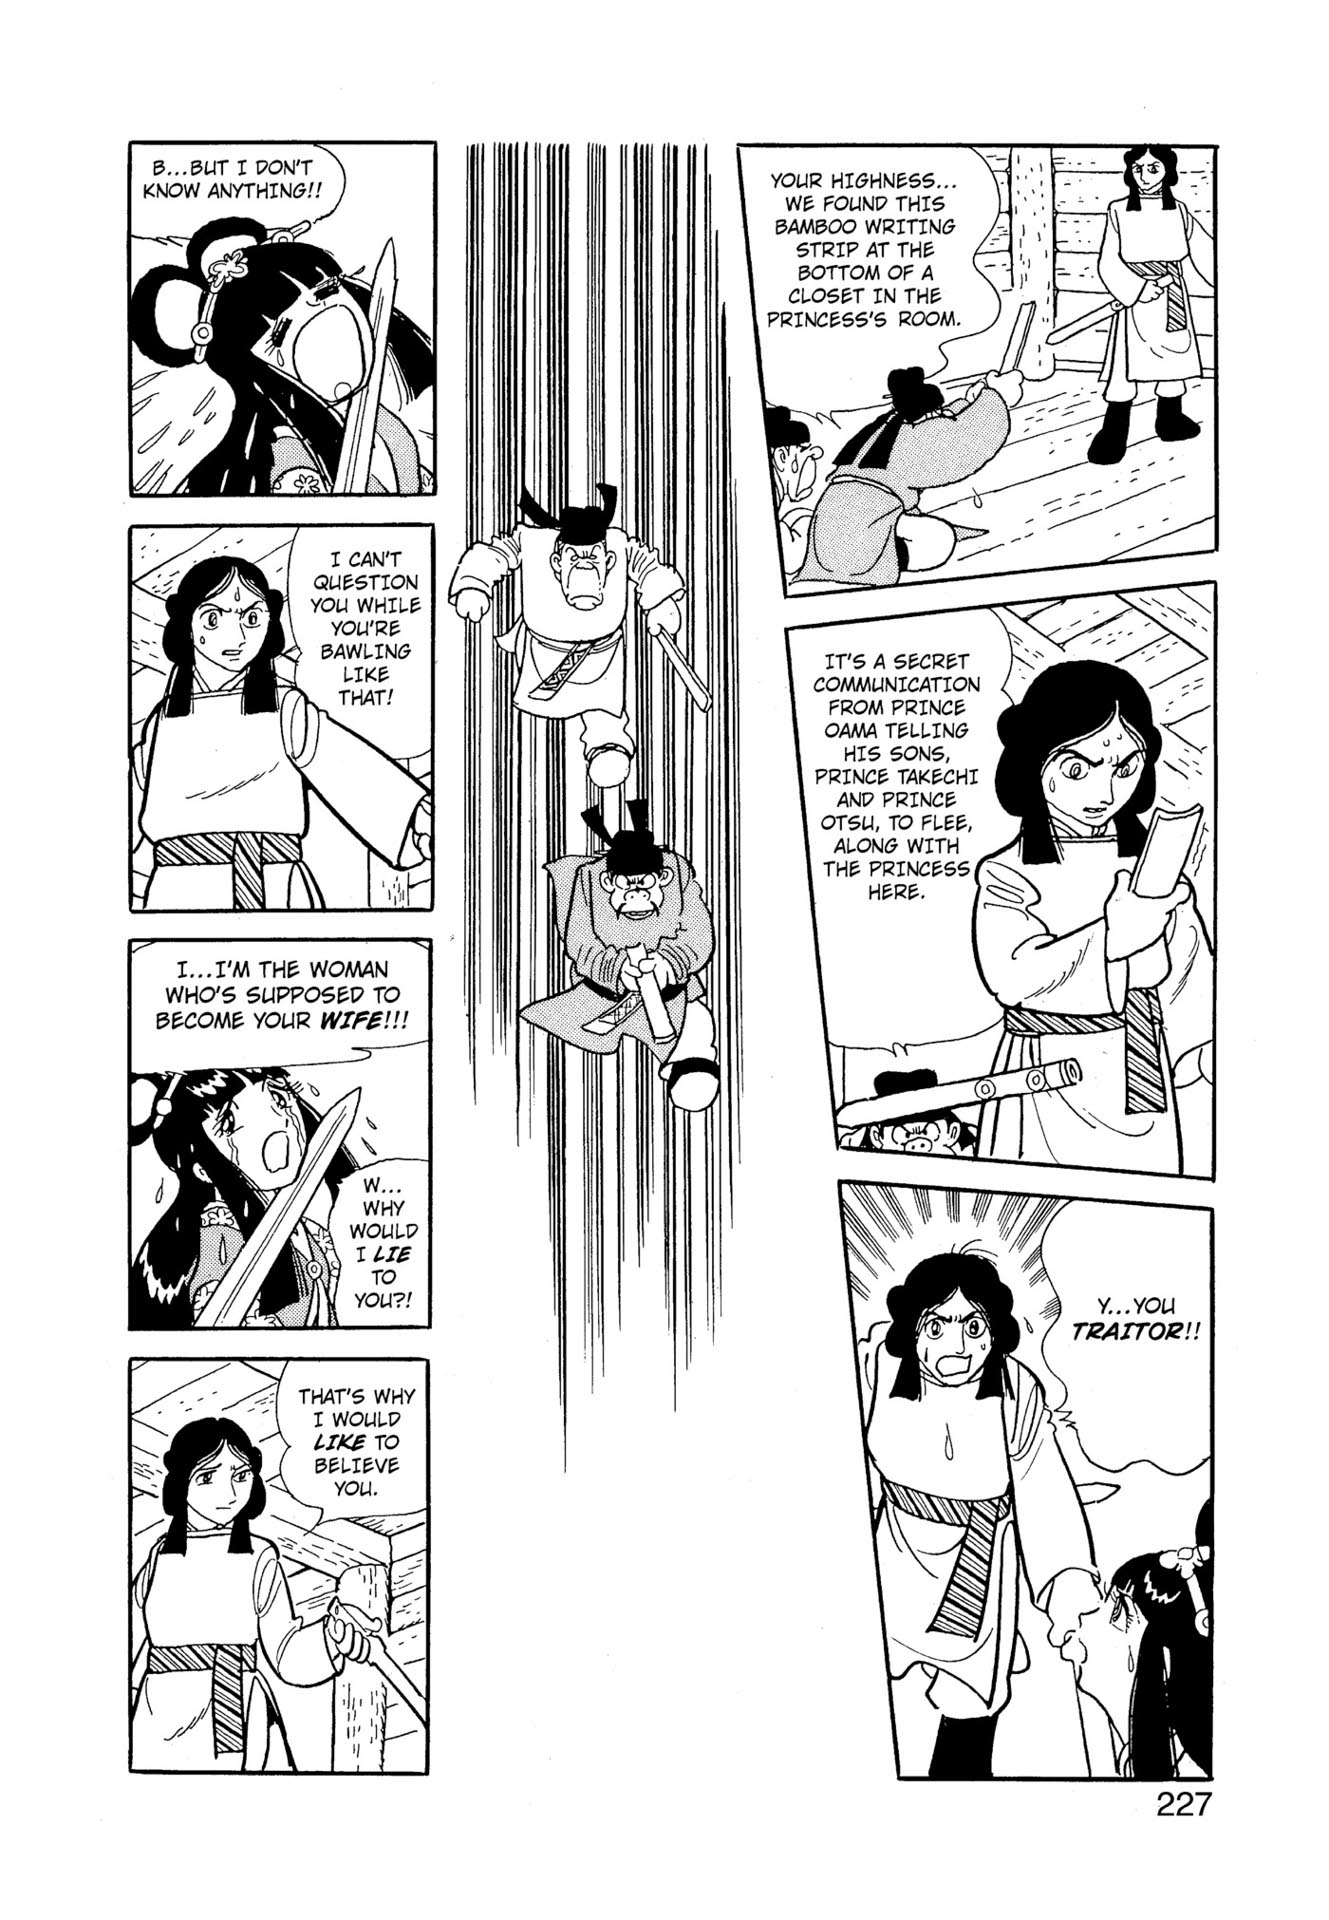 B...BUT I DON'T
KNOW ANYTHING!!
I CAN'T
QUESTION
YOU WHILE
YOU'RE
BAWLING
LIKE
THAT!
I...I'M THE WOMAN
WHO'S SUPPOSED TO
BECOME YOUR WIFE!!!
W...
WHY
WOULD
I LIE
TO
YOU?!
THAT'S WHY
I WOULD
LIKE TO
BELIEVE
YOU.
YOUR HIGHNESS...
WE FOUND THIS
BAMBOO WRITING
STRIP AT THE
BOTTOM OF A
CLOSET IN THE
PRINCESS'S ROOM.
IT'S A SECRET
COMMUNICATION
FROM PRINCE
OAMA TELLING
HIS SONS,
PRINCE TAKECHI
AND PRINCE
OTSU, TO FLEE,
ALONG WITH
THE PRINCESS
HERE.
Y...YOU
TRAITOR!!
227